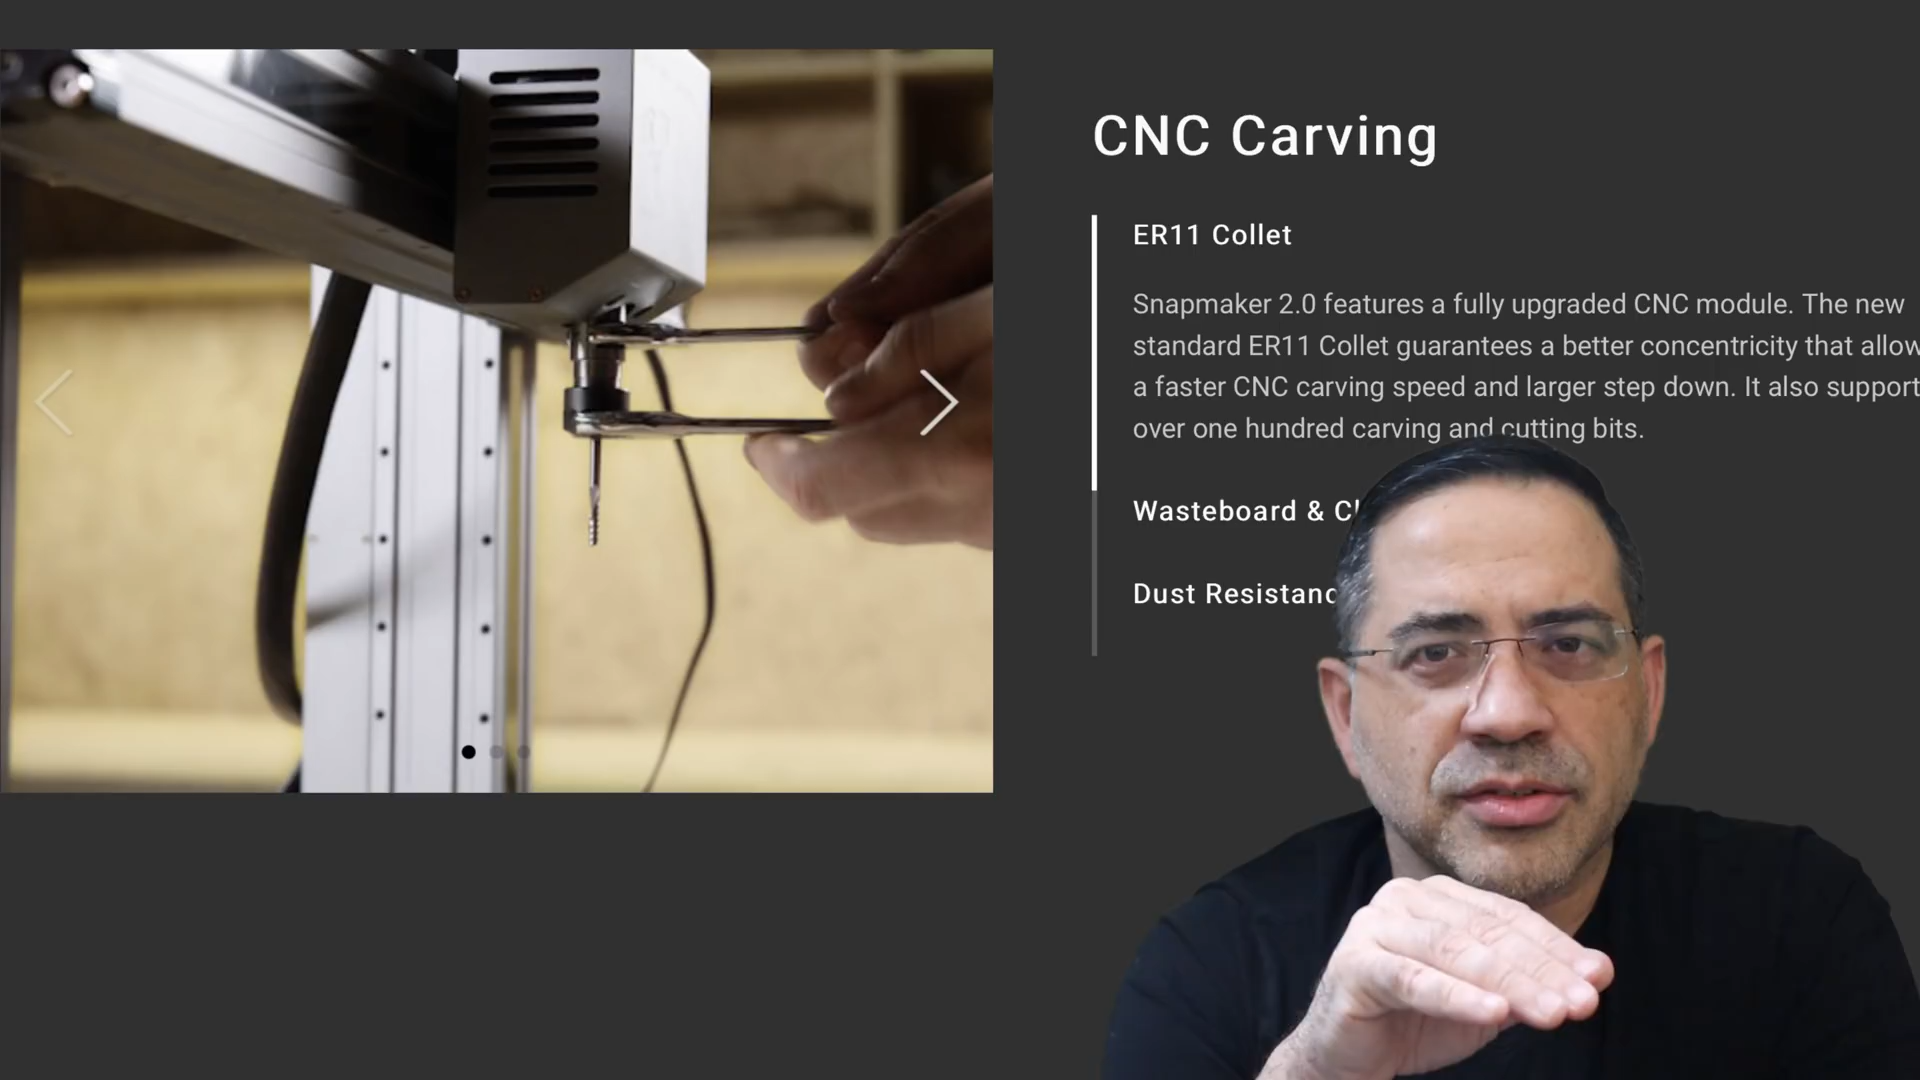 CNC Carving
ER11 Collet
Snapmaker 2.0 features a fully upgraded CNC module. The new
standard ER11 Collet guarantees a better concentricity that allow
a faster CNC carving speed and larger step down. It also support
over one hundred carving and cutting bits.
Wasteboard &
Dust Resistanc